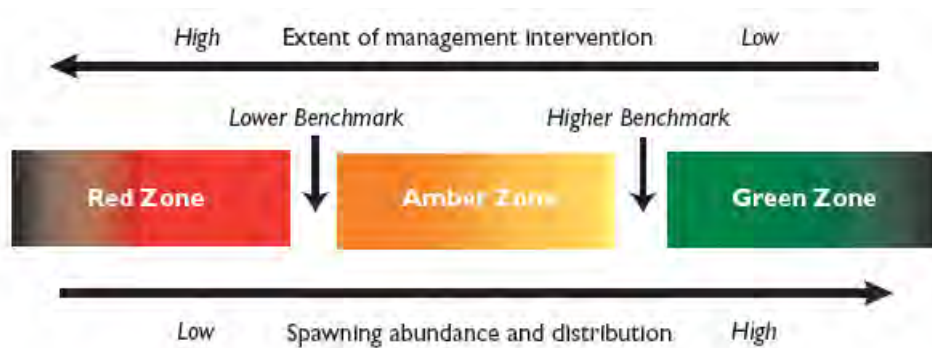 High Extent of management intervention Low
Lower Benchmark Higher Benchmark
Red Zone Amber Zone Green Zone
Low Spawning abundance and distribution High